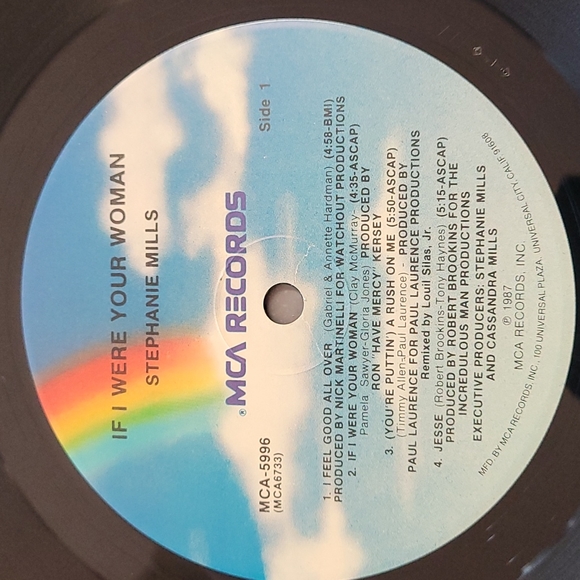 IF I WERE YOUR WOMAN
STEPHANIE MILLS
MCA RECORDS
MCA-5996
(MCA6733)
Side 1
1. I FEEL GOOD ALL OVER (Gabriel & Annette Hardman) (4:58-BMI)
PRODUCED BY NICK MARTINELLI FOR WATCHOUT PRODUCTIONS
2. IF I WERE YOUR WOMAN (Clay McMurray-
Pamela Sawyer-Gloria Jones) (4:35-ASCAP)
PRODUCED BY
RON "HAVE MERCY" KERSEY
3. (YOU'RE PUTTIN') A RUSH ON ME (5:50-ASCAP)
(Timmy Allen-Paul Laurence) - PRODUCED BY
PAUL LAURENCE FOR PAUL LAURENCE PRODUCTIONS
Remixed by Louil Silas, Jr.
4. JESSE (Robert Brookins-Tony Haynes) (5:15-ASCAP)
PRODUCED BY ROBERT BROOKINS FOR THE
INCREDULOUS MAN PRODUCTIONS
EXECUTIVE PRODUCERS: STEPHANIE MILLS
AND CASSANDRA MILLS
℗ 1987
MCA RECORDS, INC.
MFD. BY MCA RECORDS, INC., 100 UNIVERSAL PLAZA, UNIVERSAL CITY, CALIF. 91608